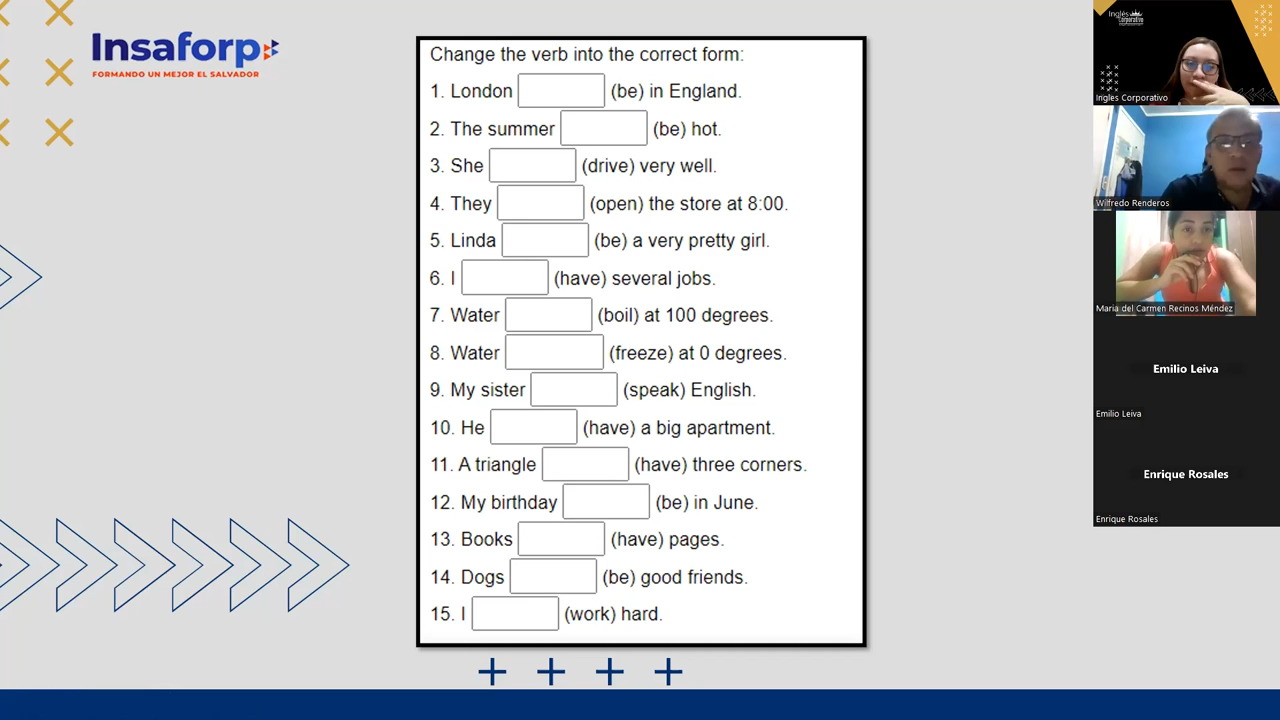 Insaforp
FORMANDO UN MEJOR EL SALVADOR
Change the verb into the correct form:
1. London (be) in England.
2. The summer (be) hot.
3. She (drive) very well.
4. They (open) the store at 8:00.
5. Linda (be) a very pretty girl.
6. I (have) several jobs.
7. Water (boil) at 100 degrees.
8. Water (freeze) at 0 degrees.
9. My sister (speak) English.
10. He (have) a big apartment.
11. A triangle (have) three corners.
12. My birthday (be) in June.
13. Books (have) pages.
14. Dogs (be) good friends.
15. I (work) hard.
Inglés
Corporativo
Ingles Corporativo
Wilfredo Renderos
Maria del Carmen Recinos Méndez
Emilio Leiva
Emilio Leiva
Enrique Rosales
Enrique Rosales